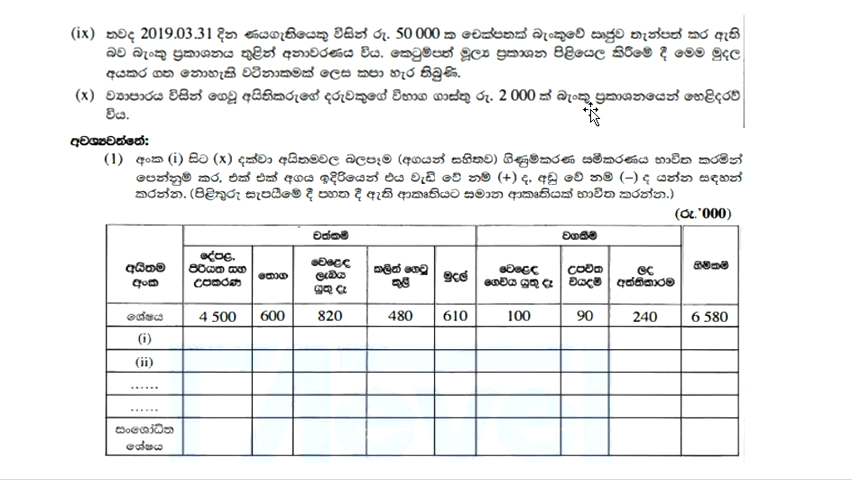 (ix) තවද 2019.03.31 දින ණයගැතියෙකු විසින් රු. 50 000 ක චෙක්පතක් බැංකුවේ ඍජුව තැන්පත් කර ඇති
බව බැංකු ප්‍රකාශනය තුළින් අනාවරණය විය. කෙටුම්පත් මූල්‍ය ප්‍රකාශන පිළියෙල කිරීමේ දී මෙම මුදල
අයකර ගත නොහැකි වටිනාකමක් ලෙස කපා හැර තිබුණි.
(x) ව්‍යාපාරය විසින් ගෙවූ අයිතිකරුගේ දරුවකුගේ විභාග ගාස්තු රු. 2 000 ක් බැංකු ප්‍රකාශනයෙන් හෙළිදරව්
විය.
අවශ්‍යවන්නේ:
(1) අංක (i) සිට (x) දක්වා අයිතමවල බලපෑම (අගයන් සහිතව) ගිණුම්කරණ සමීකරණය භාවිත කරමින්
පෙන්නුම් කර, එක් එක් අගය ඉදිරියෙන් එය වැඩි වේ නම් (+) ද, අඩු වේ නම් (–) ද යන්න සඳහන්
කරන්න. (පිළිතුරු සැපයීමේ දී පහත දී ඇති ආකෘතියට සමාන ආකෘතියක් භාවිත කරන්න.)
(රු.'000)
වත්කම් වගකීම්
අයිතම අංක දේපළ, පිරියත සහ උපකරණ තොග වෙළෙඳ ලැබිය යුතු දෑ කලින් ගෙවූ කුලී මුදල් වෙළෙඳ ගෙවිය යුතු දෑ උපචිත වියදම් ලද අත්තිකාරම් හිමිකම්
ශේෂය 4 500 600 820 480 610 100 90 240 6 580
(i)
(ii)
......
......
සංශෝධිත
ශේෂය